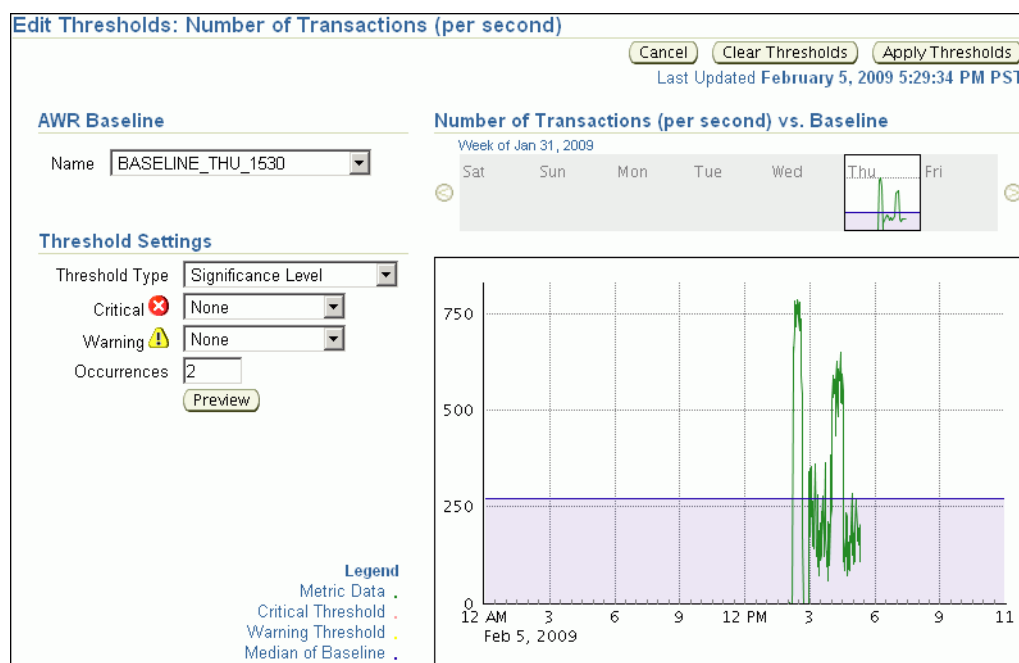 Edit Thresholds: Number of Transactions (per second)
Cancel Clear Thresholds Apply Thresholds
Last Updated February 5, 2009 5:29:34 PM PST
AWR Baseline
Name BASELINE_THU_1530
Threshold Settings
Threshold Type Significance Level
Critical None
Warning None
Occurrences 2
Preview
Legend
Metric Data
Critical Threshold
Warning Threshold
Median of Baseline
Number of Transactions (per second) vs. Baseline
Week of Jan 31, 2009
Sat Sun Mon Tue Wed Thu Fri
750
500
250
0
12 AM 3 6 9 12 PM 3 6 9 11
Feb 5, 2009